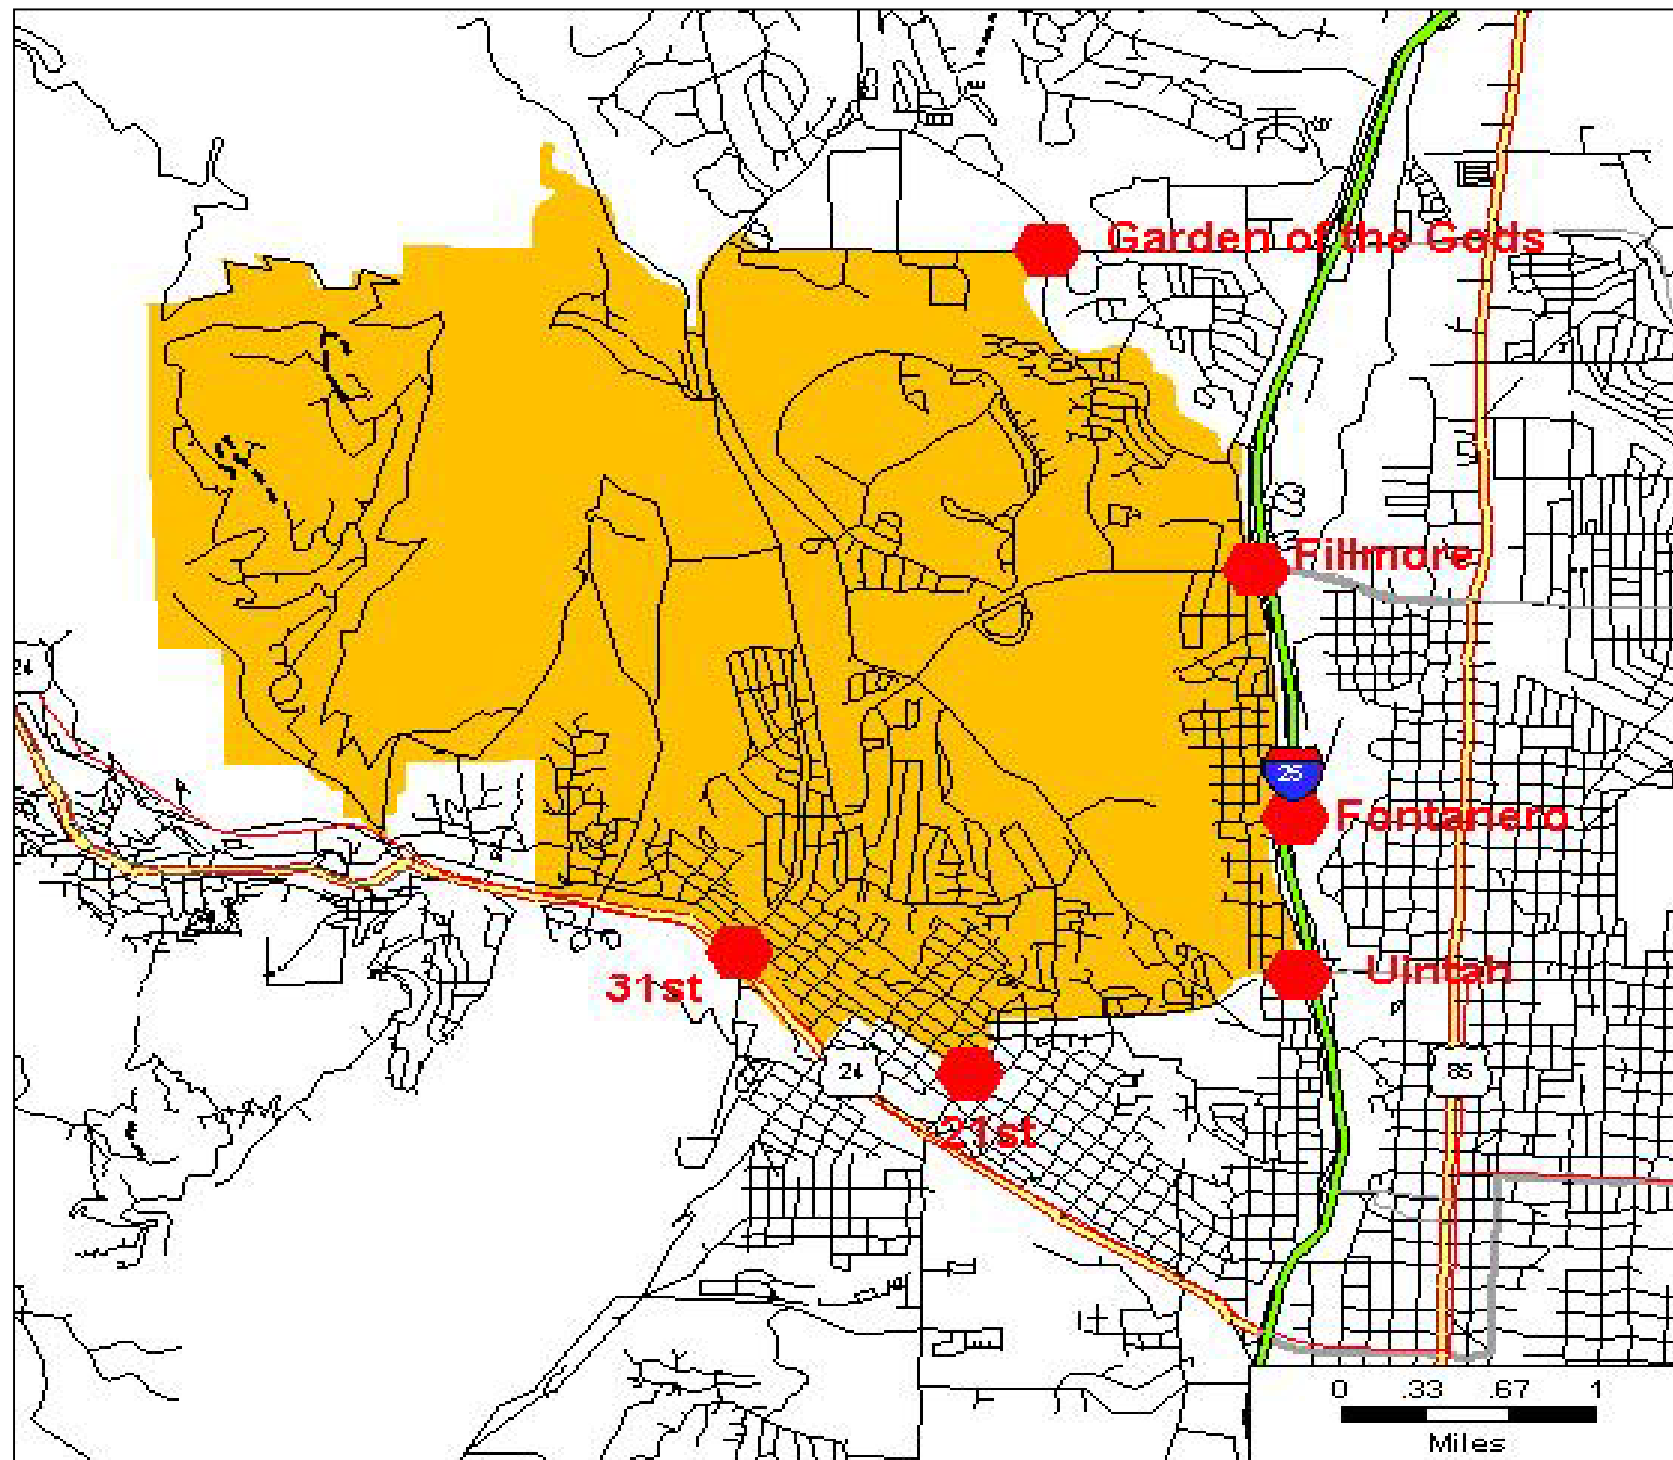 Garden of the Gods
Fillmore
24
25
Fontanero
Uintah
31st
24
85
21st
0 .33 .67 1
Miles